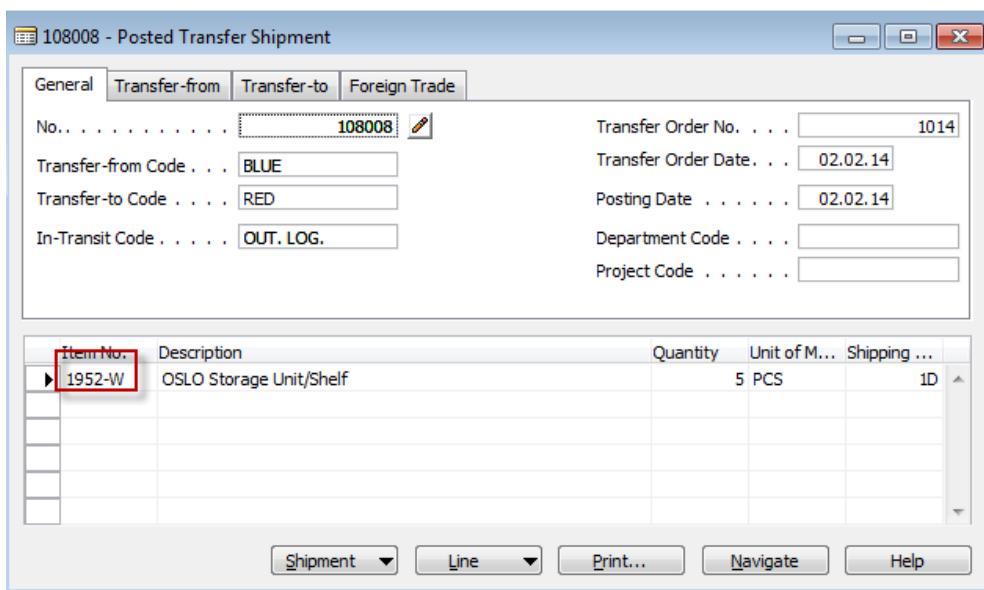 108008 - Posted Transfer Shipment
General Transfer-from Transfer-to Foreign Trade
No.. . . . . . . . . . . . 108008 Transfer Order No. . . . . 1014
Transfer-from Code . . . BLUE Transfer Order Date. . . 02.02.14
Transfer-to Code . . . . RED Posting Date . . . . . . 02.02.14
In-Transit Code . . . . . OUT. LOG. Department Code . . . .
Project Code . . . . . .
Item No. Description Quantity Unit of M... Shipping ...
1952-W OSLO Storage Unit/Shelf 5 PCS 1D
Shipment Line Print... Navigate Help